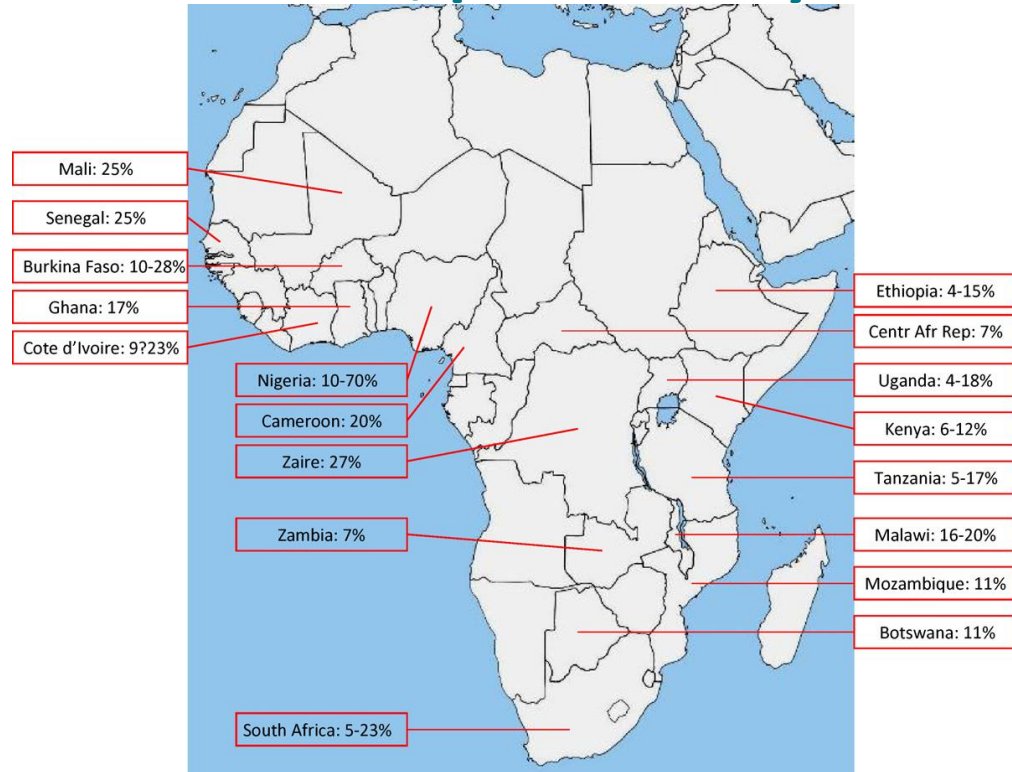 Mali: 25%
Senegal: 25%
Burkina Faso: 10-28%
Ghana: 17%
Cote d’Ivoire: 9?23%
Nigeria: 10-70%
Cameroon: 20%
Zaire: 27%
Zambia: 7%
South Africa: 5-23%
Ethiopia: 4-15%
Centr Afr Rep: 7%
Uganda: 4-18%
Kenya: 6-12%
Tanzania: 5-17%
Malawi: 16-20%
Mozambique: 11%
Botswana: 11%